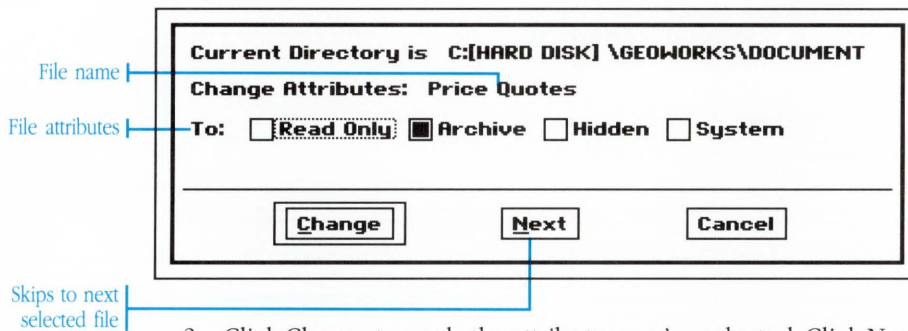 Current Directory is C:[HARD DISK] \GEOWORKS\DOCUMENT
File name
Change Attributes: Price Quotes
File attributes
To: Read Only Archive Hidden System
Change Next Cancel
Skips to next
selected file